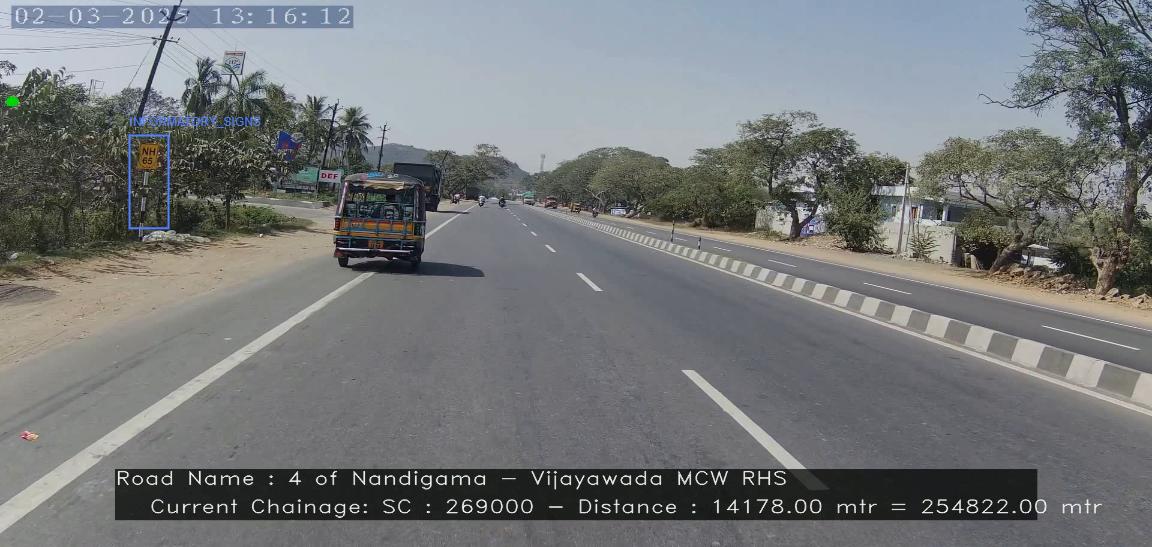 02-03-2025 13:16:12
INFORMATORY_SIGNS
NH
65
DEF
Road Name : 4 of Nandigama - Vijayawada MCW RHS
Current Chainage: SC : 269000 - Distance : 14178.00 mtr = 254822.00 mtr